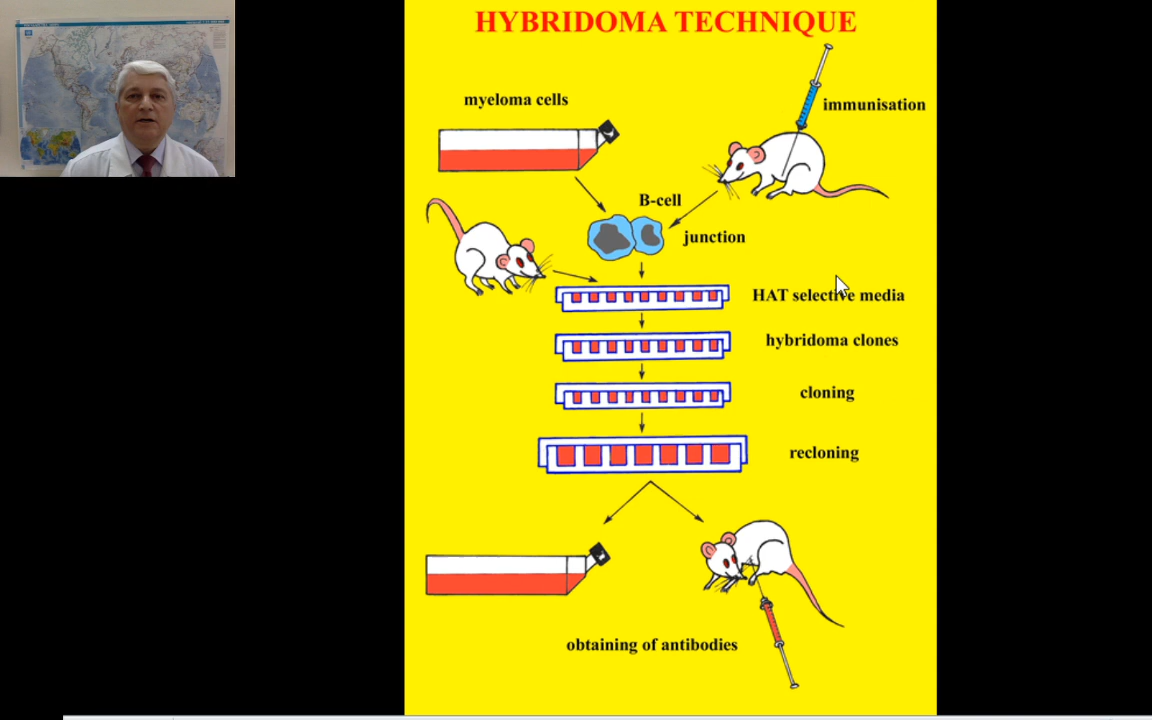 HYBRIDOMA TECHNIQUE
myeloma cells
immunisation
B-cell
junction
HAT selective media
hybridoma clones
cloning
recloning
obtaining of antibodies